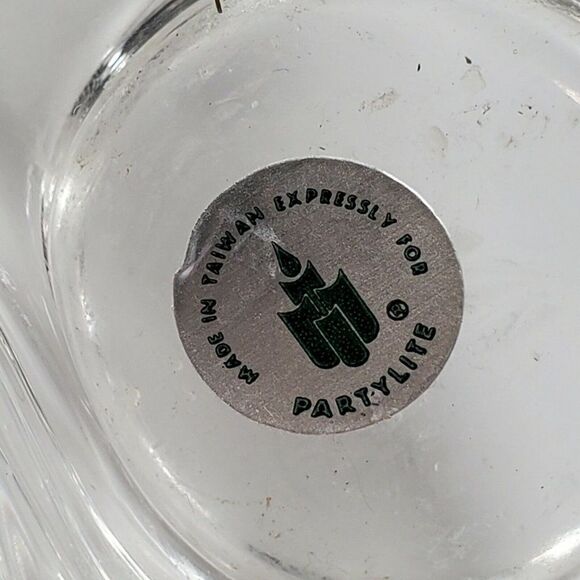 MADE IN TAIWAN EXPRESSLY FOR
PARTYLITE ®